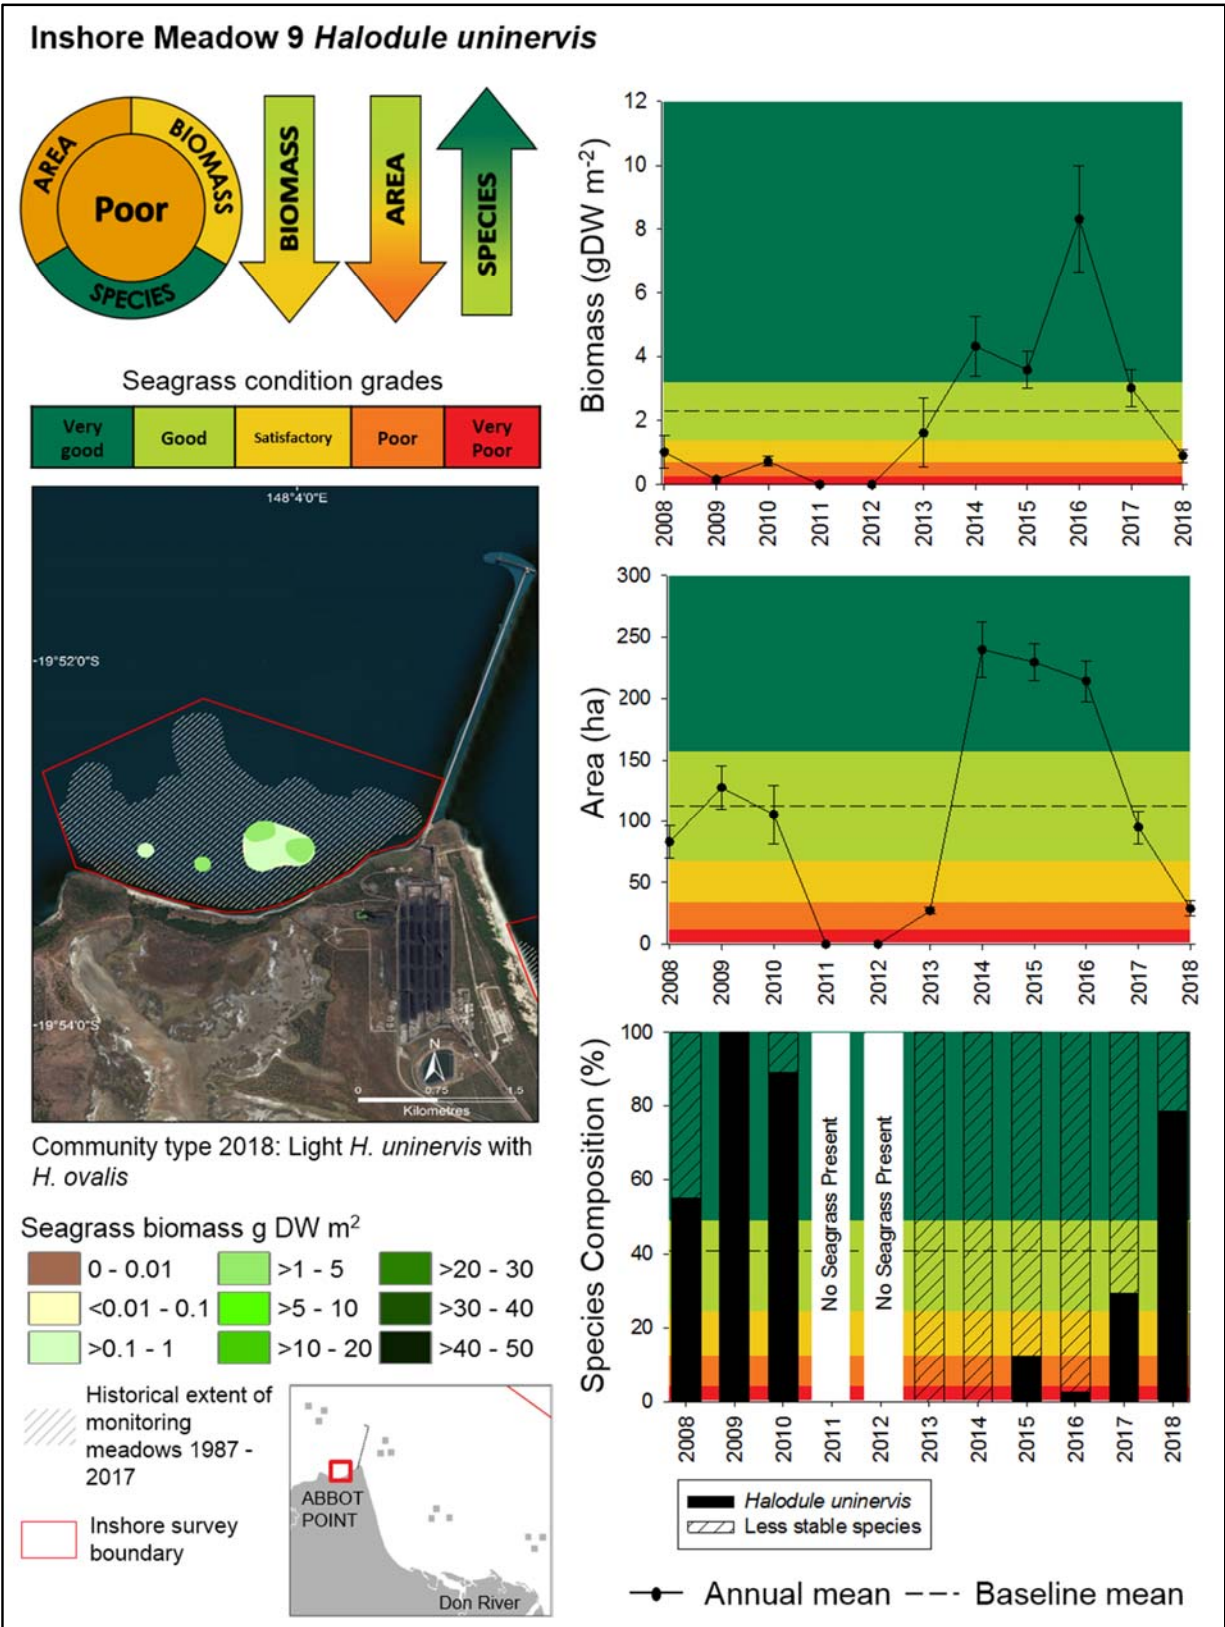 Inshore Meadow 9 Halodule uninervis
AREA
BIOMASS
Poor
SPECIES
BIOMASS
AREA
SPECIES
Seagrass condition grades
Very
good
Good
Satisfactory
Poor
Very
Poor
148°4'0"E
19°52'0"S
19°54'0"S
N
0 0.75 1.5
Kilometres
Community type 2018: Light H. uninervis with
H. ovalis
Seagrass biomass g DW m²
0 - 0.01
<0.01 - 0.1
>0.1 - 1
>1 - 5
>5 - 10
>10 - 20
>20 - 30
>30 - 40
>40 - 50
Historical extent of
monitoring
meadows 1987 -
2017
Inshore survey
boundary
ABBOT
POINT
Don River
Biomass (gDW m⁻²)
12
10
8
6
4
2
0
2008 2009 2010 2011 2012 2013 2014 2015 2016 2017 2018
Area (ha)
300
250
200
150
100
50
0
2008 2009 2010 2011 2012 2013 2014 2015 2016 2017 2018
Species Composition (%)
100
80
60
40
20
0
No Seagrass Present
No Seagrass Present
2008 2009 2010 2011 2012 2013 2014 2015 2016 2017 2018
Halodule uninervis
Less stable species
Annual mean
Baseline mean